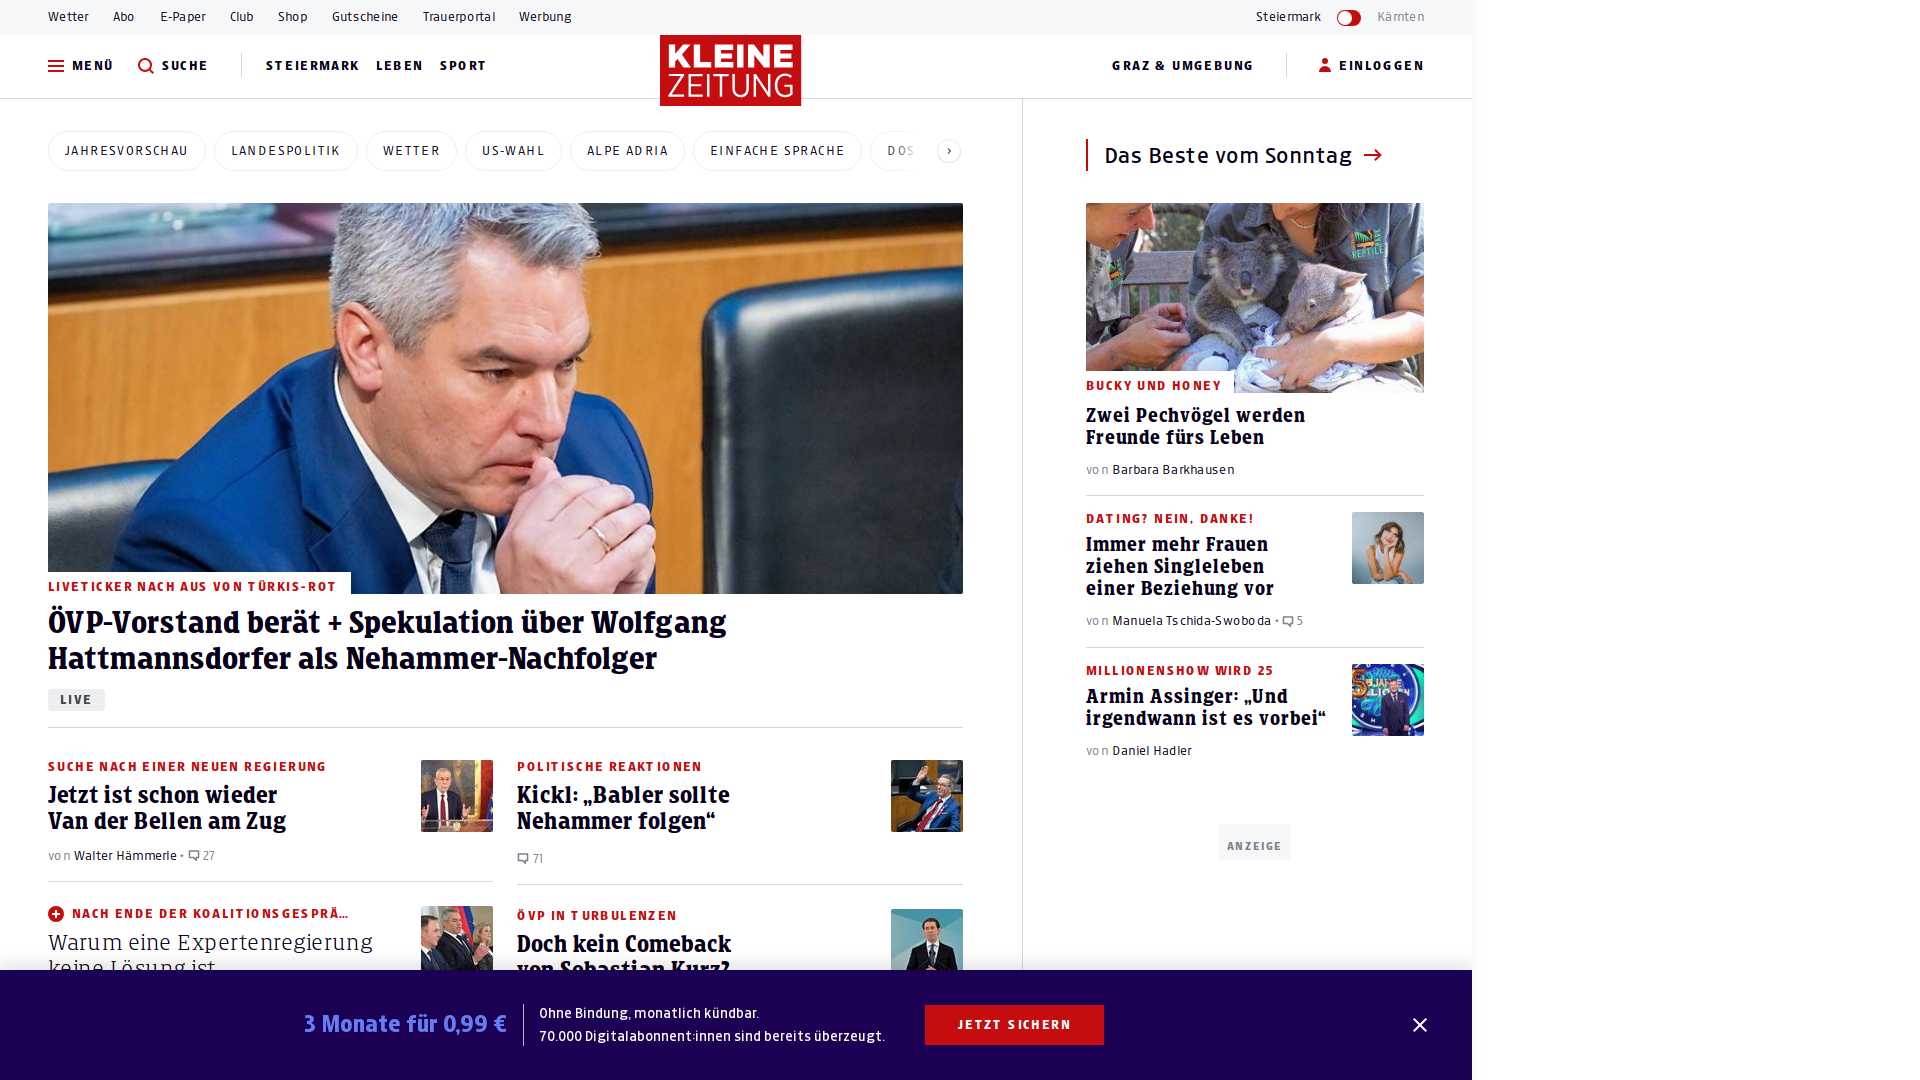 Wetter
Abo
E-Paper
Club
Shop
Gutscheine
Trauerportal
Werbung
Steiermark
Kärnten
MENÜ
SUCHE
STEIERMARK
LEBEN
SPORT
KLEINE
ZEITUNG
GRAZ & UMGEBUNG
EINLOGGEN
JAHRESVORSCHAU
LANDESPOLITIK
WETTER
US-WAHL
ALPE ADRIA
EINFACHE SPRACHE
DOS
LIVETICKER NACH AUS VON TÜRKIS-ROT
ÖVP-Vorstand berät + Spekulation über Wolfgang
Hattmannsdorfer als Nehammer-Nachfolger
LIVE
SUCHE NACH EINER NEUEN REGIERUNG
Jetzt ist schon wieder
Van der Bellen am Zug
von Walter Hämmerle • 27
POLITISCHE REAKTIONEN
Kickl: „Babler sollte
Nehammer folgen“
71
NACH ENDE DER KOALITIONSGESPRÄ…
Warum eine Expertenregierung
keine Lösung ist
ÖVP IN TURBULENZEN
Doch kein Comeback
von Sebastian Kurz?
Das Beste vom Sonntag
REPTILE
BUCKY UND HONEY
Zwei Pechvögel werden
Freunde fürs Leben
von Barbara Barkhausen
DATING? NEIN, DANKE!
Immer mehr Frauen
ziehen Singleleben
einer Beziehung vor
von Manuela Tschida-Swoboda • 5
MILLIONENSHOW WIRD 25
Armin Assinger: „Und
irgendwann ist es vorbei“
von Daniel Hadler
ANZEIGE
3 Monate für 0,99 €
Ohne Bindung, monatlich kündbar.
70.000 Digitalabonnent:innen sind bereits überzeugt.
JETZT SICHERN